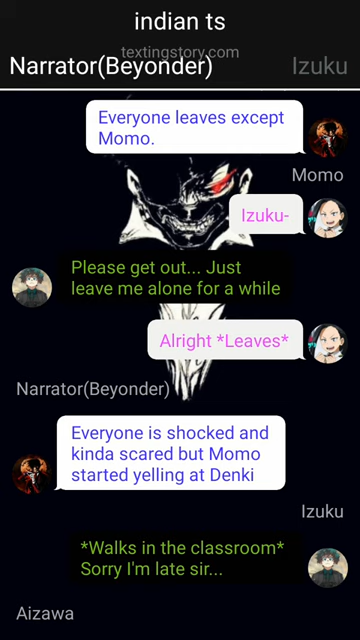 indian ts
textingstory.com
Narrator(Beyonder) Izuku
Everyone leaves except
Momo.
Momo
Izuku-
Please get out... Just
leave me alone for a while
Alright *Leaves*
Narrator(Beyonder)
Everyone is shocked and
kinda scared but Momo
started yelling at Denki
Izuku
*Walks in the classroom*
Sorry I'm late sir...
Aizawa